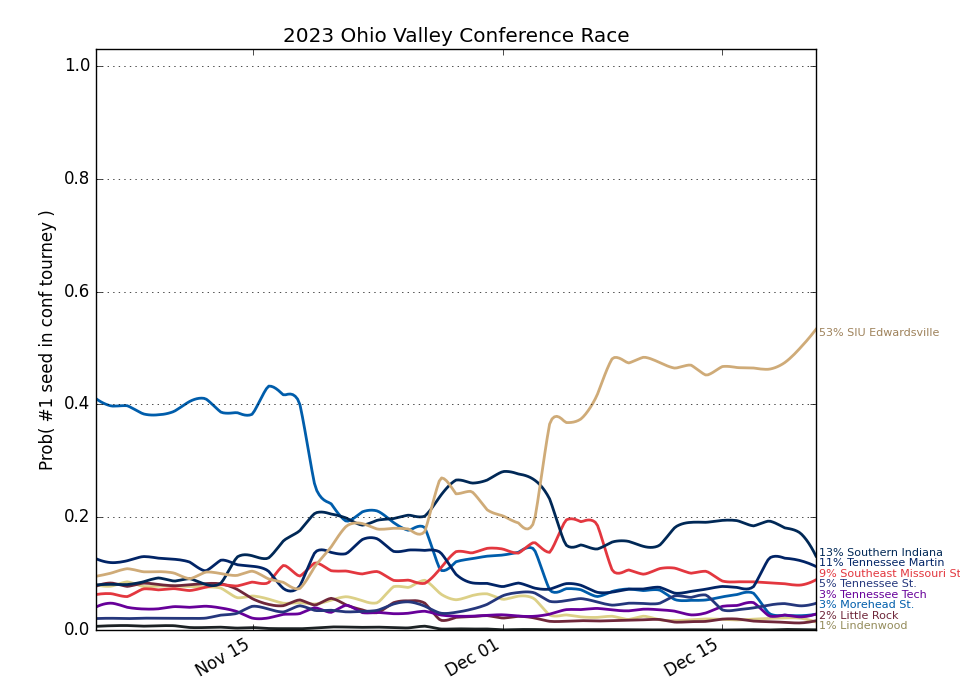 2023 Ohio Valley Conference Race
Prob( #1 seed in conf tourney )
1.0
0.8
0.6
0.4
0.2
0.0
Nov 15
Dec 01
Dec 15
53% SIU Edwardsville
13% Southern Indiana
11% Tennessee Martin
9% Southeast Missouri St
5% Tennessee St.
3% Tennessee Tech
3% Morehead St.
2% Little Rock
1% Lindenwood